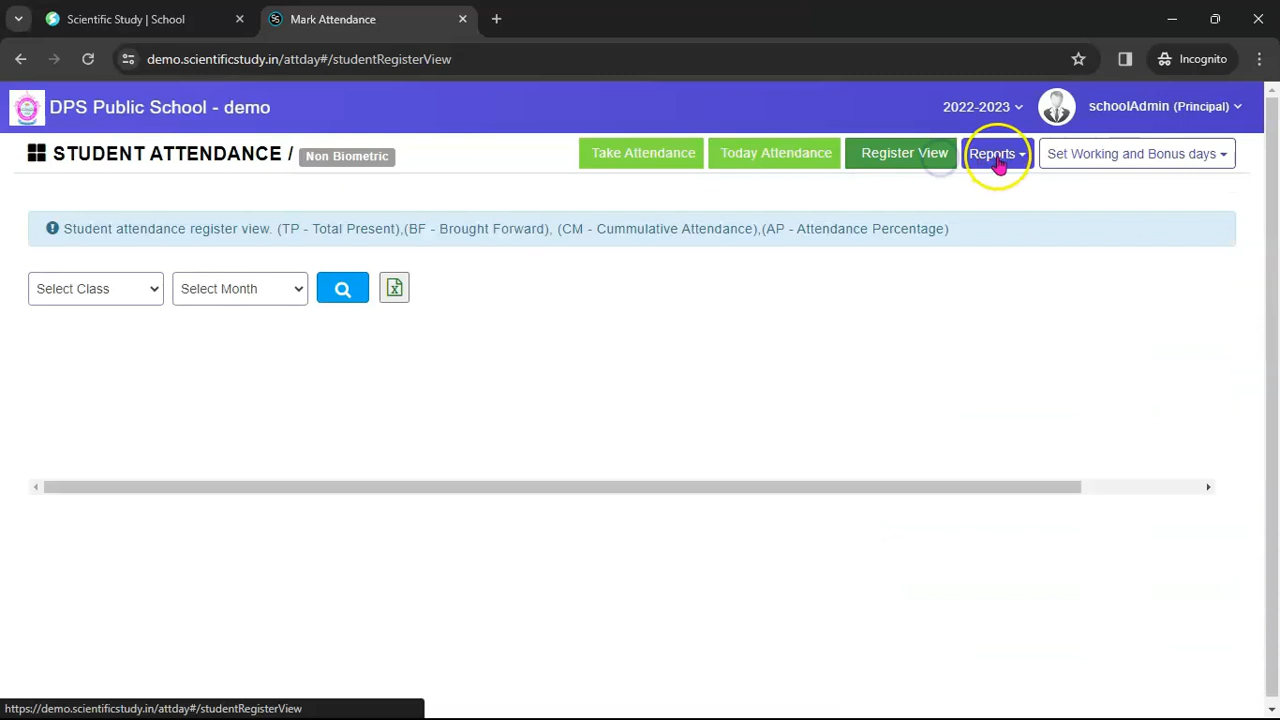 Scientific Study | School
Mark Attendance
demo.scientificstudy.in/attday#/studentRegisterView
Incognito
DPS Public School - demo
2022-2023
schoolAdmin (Principal)
STUDENT ATTENDANCE / Non Biometric
Take Attendance
Today Attendance
Register View
Reports
Set Working and Bonus days
Student attendance register view. (TP - Total Present),(BF - Brought Forward), (CM - Cummulative Attendance),(AP - Attendance Percentage)
Select Class
Select Month
https://demo.scientificstudy.in/attday#/studentRegisterView